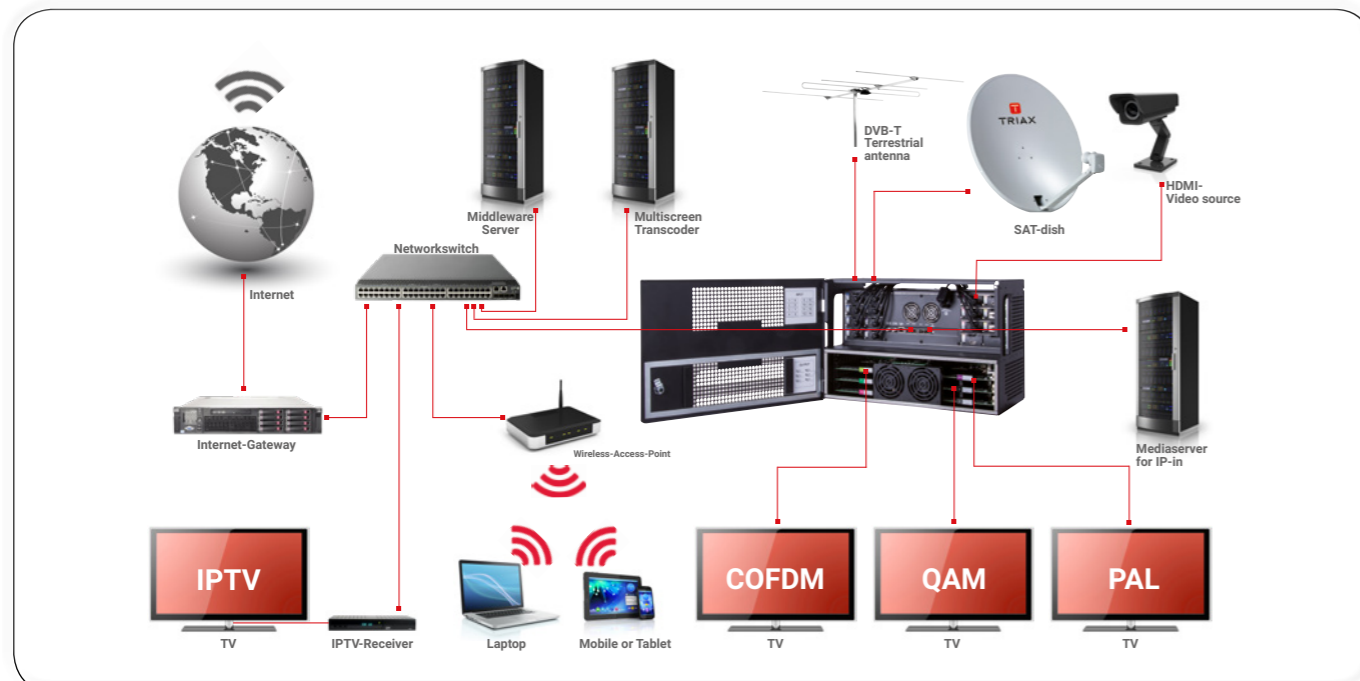 TRIAX
DVB-T
Terrestrial
antenna
HDMI-
Video source
Middleware
Server
Multiscreen
Transcoder
SAT-dish
Networkswitch
Internet
Internet-Gateway
Wireless-Access-Point
Mediaserver
for IP-in
IPTV
COFDM
QAM
PAL
TV
IPTV-Receiver
Laptop
Mobile or Tablet
TV
TV
TV